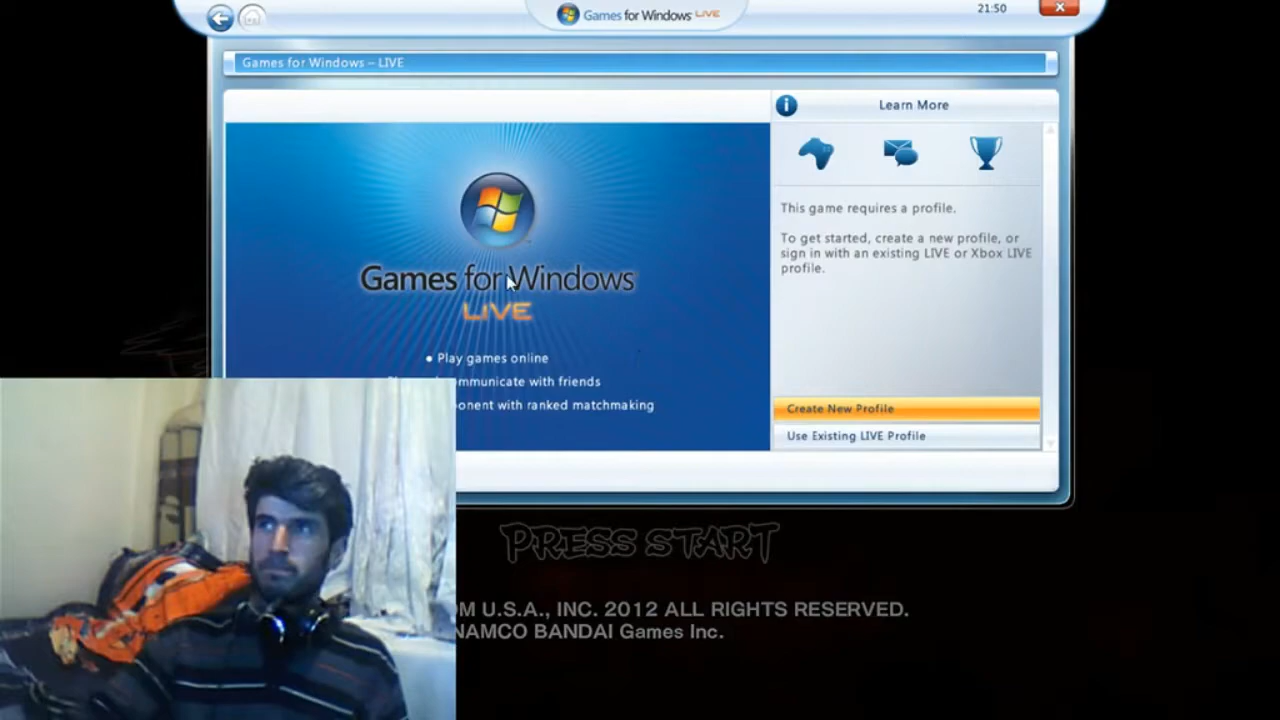 Games for Windows LIVE
21:50
Games for Windows – LIVE
Learn More
Games for Windows
LIVE
This game requires a profile.
To get started, create a new profile, or
sign in with an existing LIVE or Xbox LIVE
profile.
• Play games online
ommunicate with friends
onent with ranked matchmaking
Create New Profile
Use Existing LIVE Profile
PRESS START
OM U.S.A., INC. 2012 ALL RIGHTS RESERVED.
NAMCO BANDAI Games Inc.